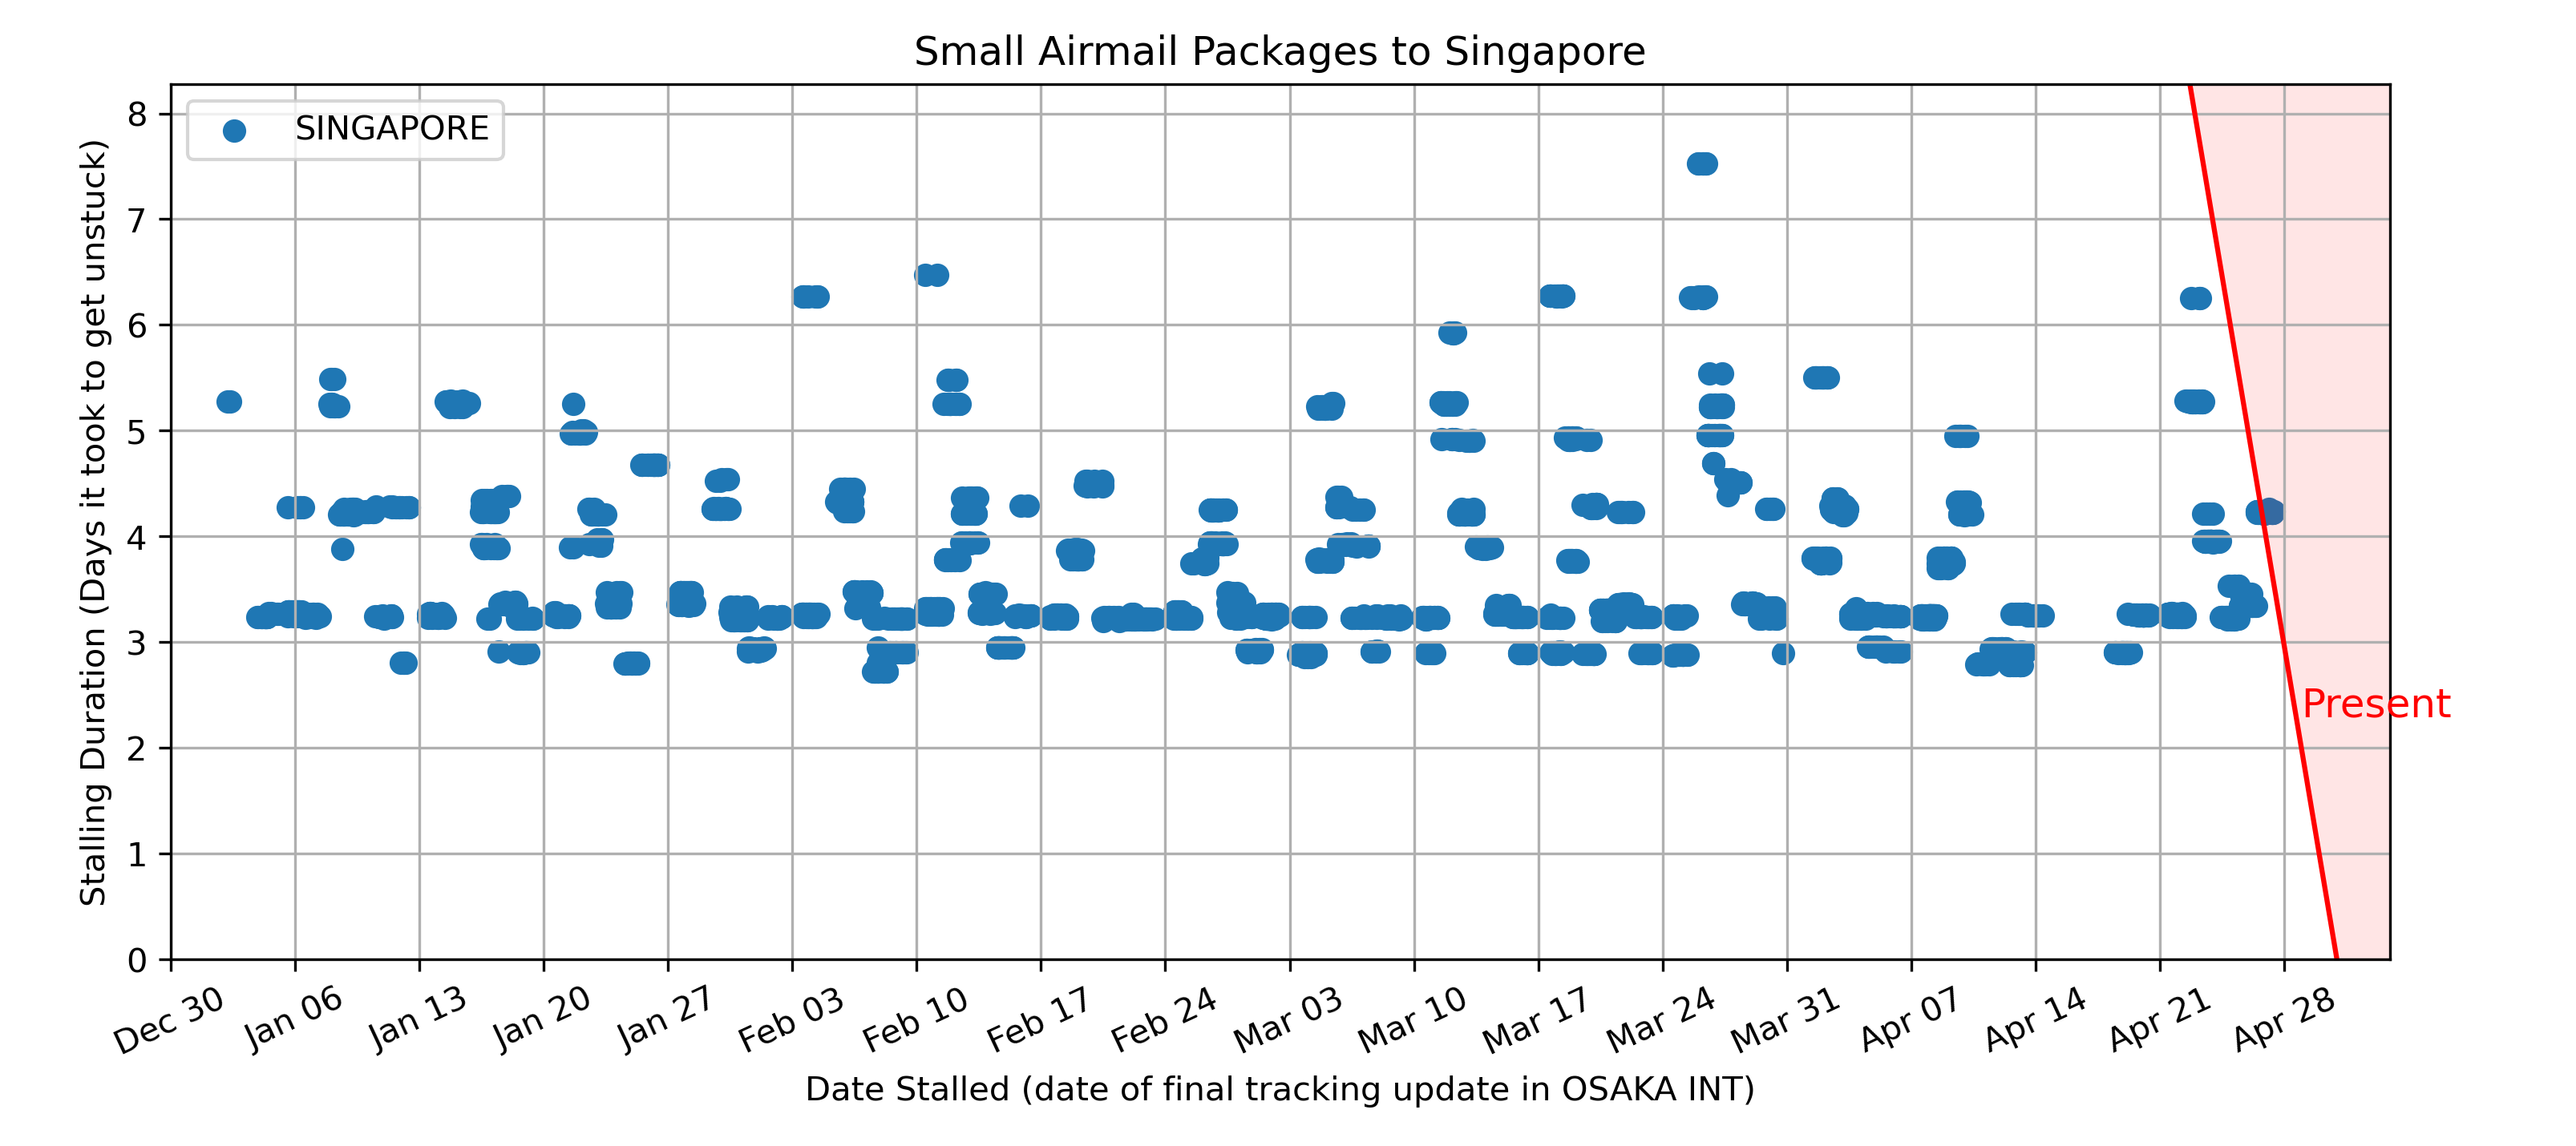 Small Airmail Packages to Singapore
SINGAPORE
Stalling Duration (Days it took to get unstuck)
8
7
6
5
4
3
2
1
0
Present
Dec 30
Jan 06
Jan 13
Jan 20
Jan 27
Feb 03
Feb 10
Feb 17
Feb 24
Mar 03
Mar 10
Mar 17
Mar 24
Mar 31
Apr 07
Apr 14
Apr 21
Apr 28
Date Stalled (date of final tracking update in OSAKA INT)